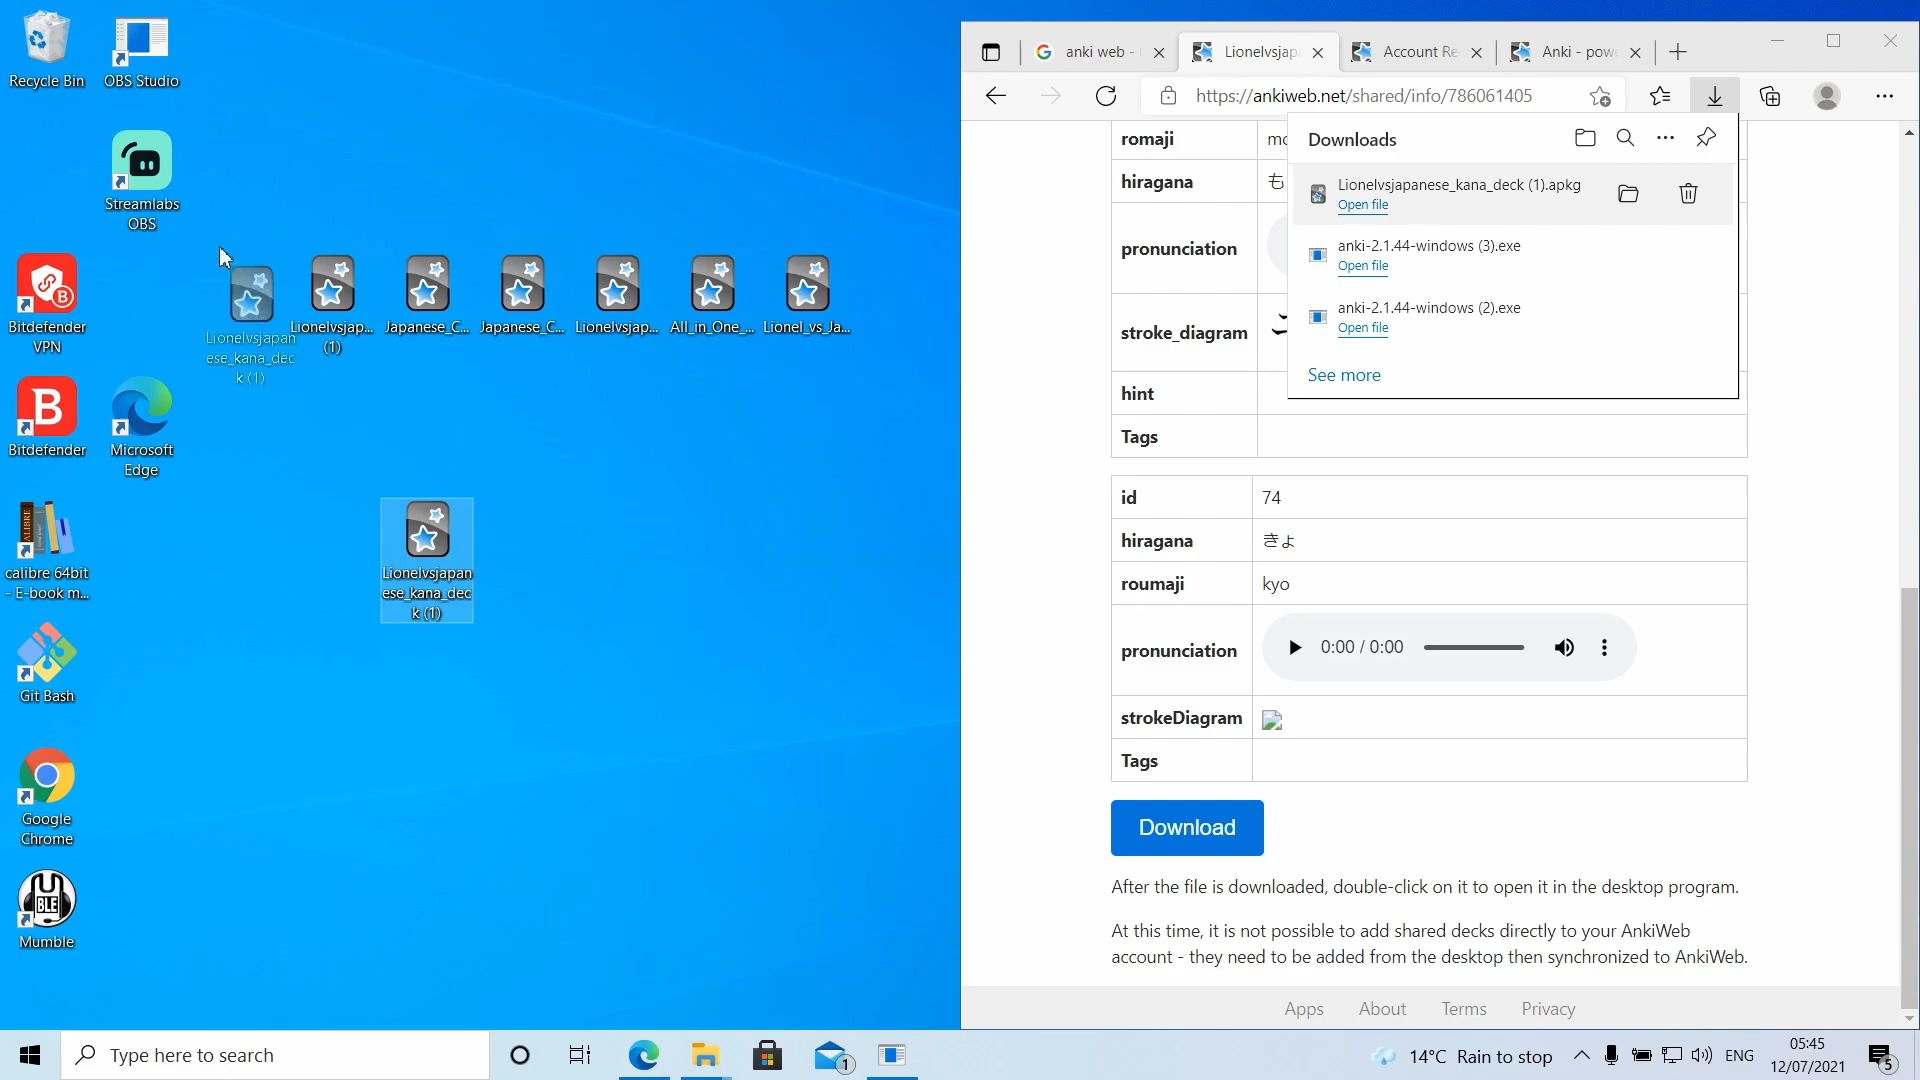 Recycle Bin
OBS Studio
Streamlabs
OBS
Bitdefender
VPN
Bitdefender
Microsoft
Edge
calibre 64bit
- E-book m...
Git Bash
Google
Chrome
Mumble
Lionelvsjapan
ese_kana_dec
k (1)
Lionelvsjap...
(1)
Japanese_C...
Japanese_C...
Lionelvsjap...
All_in_One_...
Lionel_vs_Ja...
Lionelvsjapan
ese_kana_dec
k (1)
anki web -
Lionelvsjap
Account Re
Anki - pow
https://ankiweb.net/shared/info/786061405
Downloads
Lionelvsjapanese_kana_deck (1).apkg
Open file
anki-2.1.44-windows (3).exe
Open file
anki-2.1.44-windows (2).exe
Open file
See more
romaji
hiragana も
pronunciation
stroke_diagram
hint
Tags
id 74
hiragana きょ
roumaji kyo
pronunciation 0:00 / 0:00
strokeDiagram
Tags
Download
After the file is downloaded, double-click on it to open it in the desktop program.
At this time, it is not possible to add shared decks directly to your AnkiWeb
account - they need to be added from the desktop then synchronized to AnkiWeb.
Apps About Terms Privacy
Type here to search
1
14°C Rain to stop
ENG
05:45
12/07/2021
5